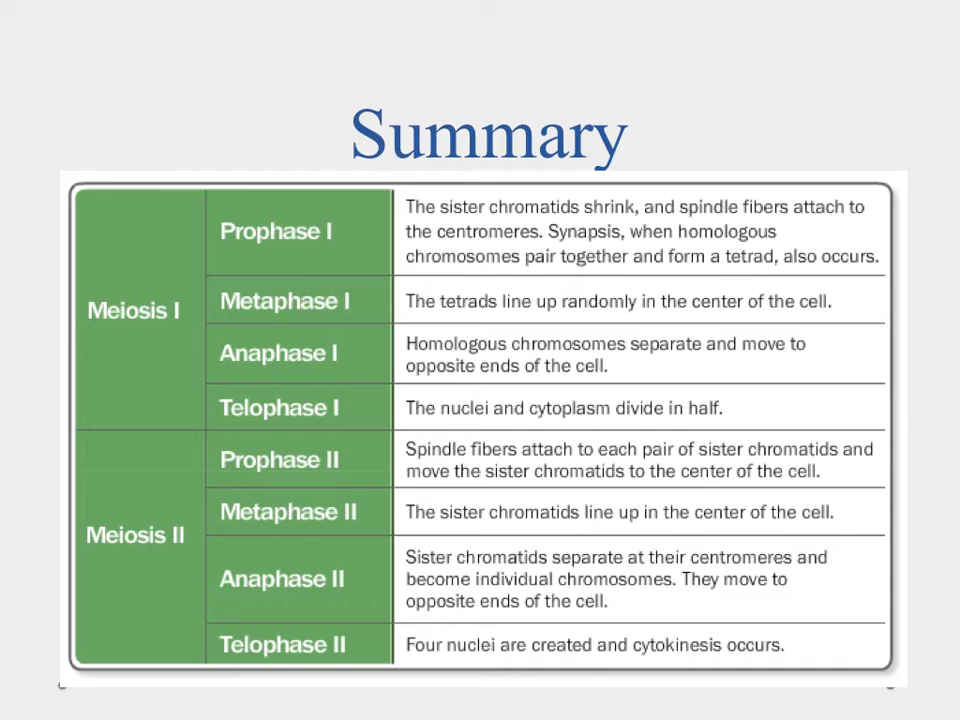 Summary
Meiosis I
Prophase I
The sister chromatids shrink, and spindle fibers attach to
the centromeres. Synapsis, when homologous
chromosomes pair together and form a tetrad, also occurs.
Metaphase I
The tetrads line up randomly in the center of the cell.
Anaphase I
Homologous chromosomes separate and move to
opposite ends of the cell.
Telophase I
The nuclei and cytoplasm divide in half.
Meiosis II
Prophase II
Spindle fibers attach to each pair of sister chromatids and
move the sister chromatids to the center of the cell.
Metaphase II
The sister chromatids line up in the center of the cell.
Anaphase II
Sister chromatids separate at their centromeres and
become individual chromosomes. They move to
opposite ends of the cell.
Telophase II
Four nuclei are created and cytokinesis occurs.